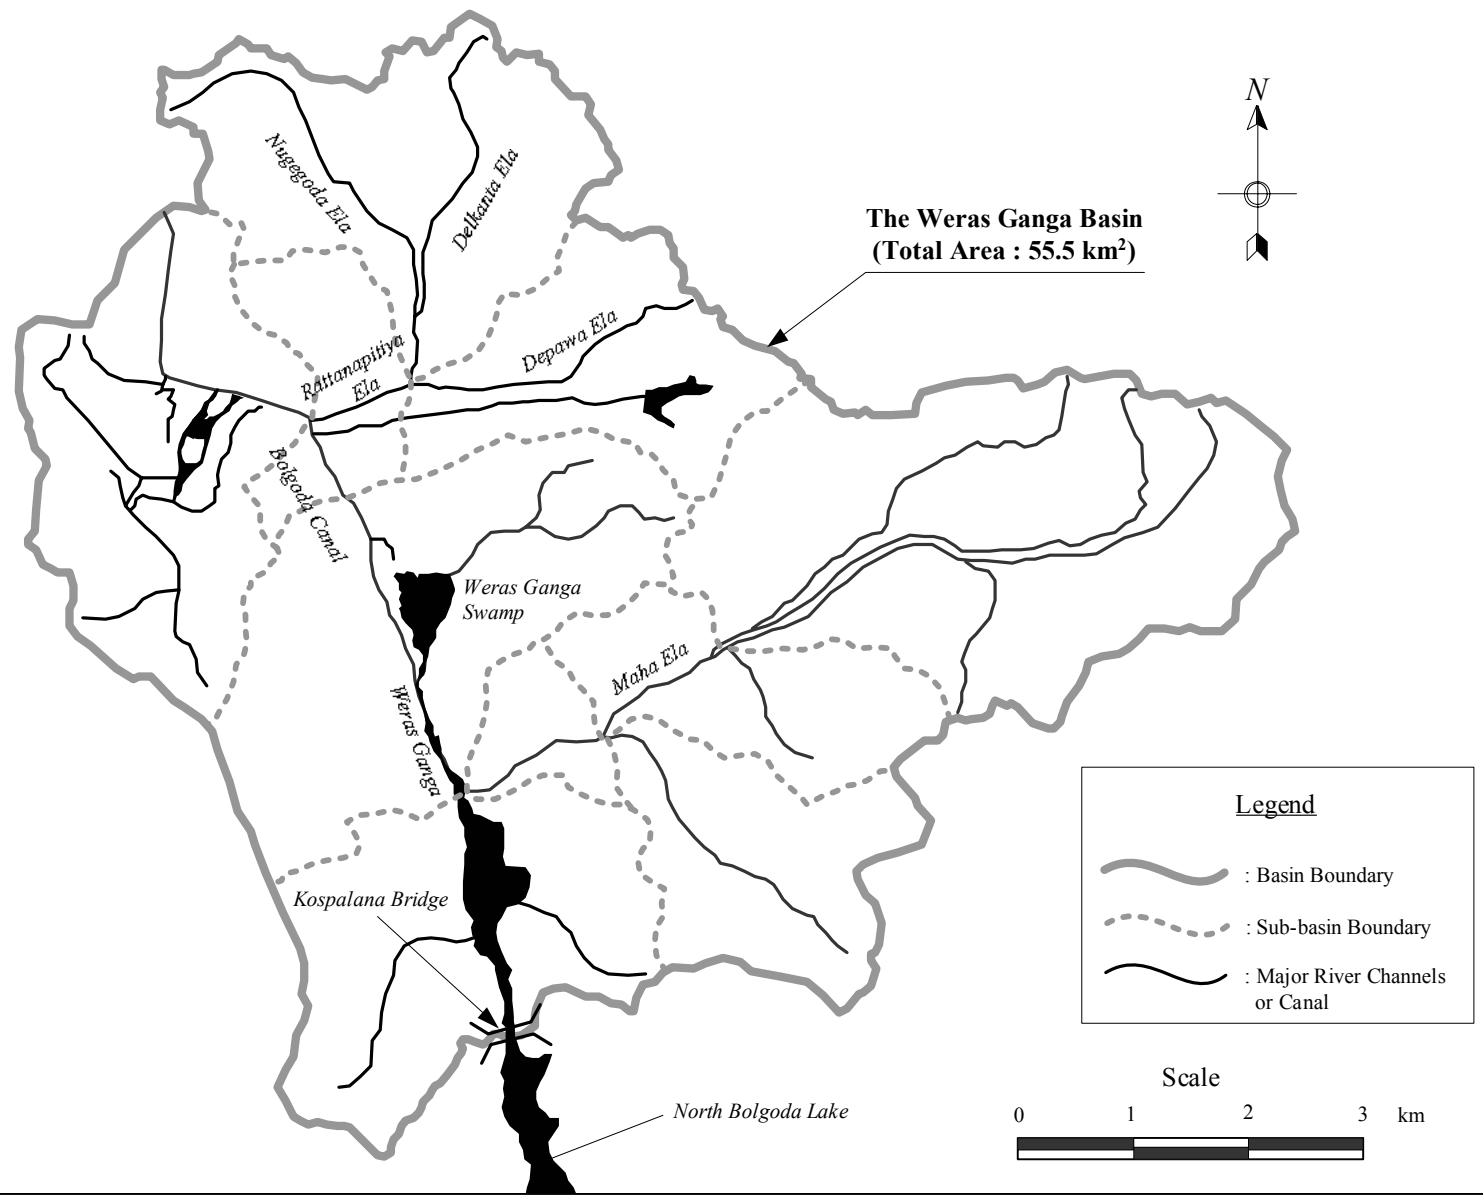 N
The Weras Ganga Basin
(Total Area : 55.5 km²)
Nugegoda Ela
Delkanta Ela
Rattanapitiya
Ela
Depawa Ela
Bolgoda Canal
Weras Ganga
Swamp
Maha Ela
Weras Ganga
Kospalana Bridge
North Bolgoda Lake
Legend
: Basin Boundary
: Sub-basin Boundary
: Major River Channels
or Canal
Scale
0 1 2 3 km